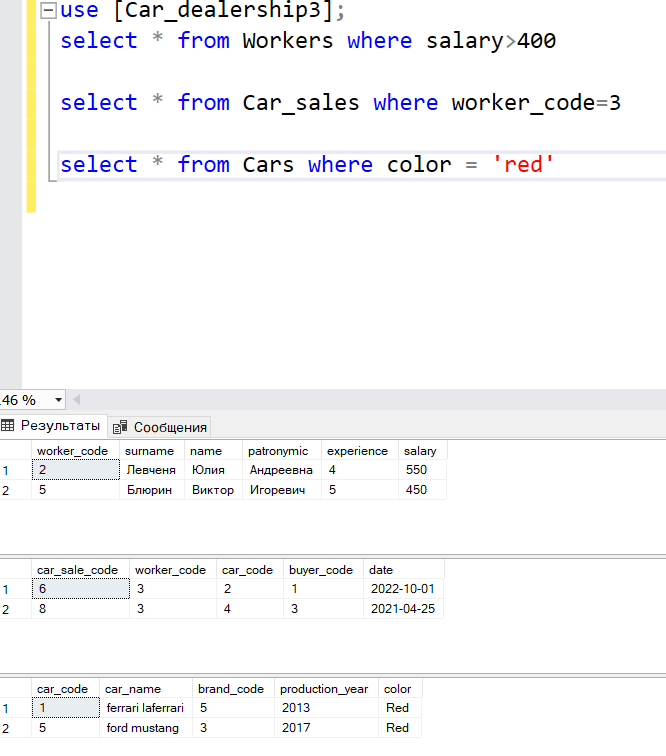 use [Car_dealership3];
select * from Workers where salary>400
select * from Car_sales where worker_code=3
select * from Cars where color = 'red'
.46 %
Результаты Сообщения
worker_code surname name patronymic experience salary
1 2 Левченя Юлия Андреевна 4 550
2 5 Блюрин Виктор Игоревич 5 450
car_sale_code worker_code car_code buyer_code date
1 6 3 2 1 2022-10-01
2 8 3 4 3 2021-04-25
car_code car_name brand_code production_year color
1 1 ferrari laferrari 5 2013 Red
2 5 ford mustang 3 2017 Red